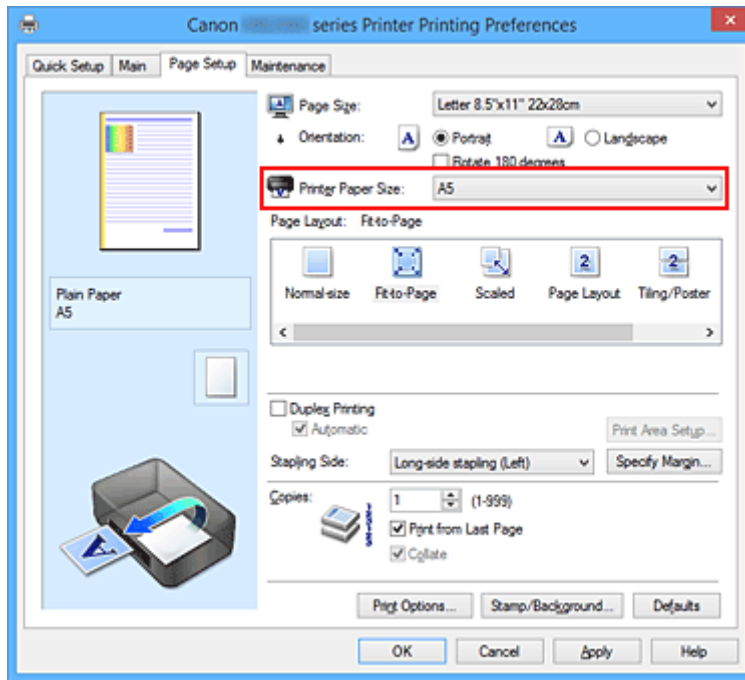 Canon series Printer Printing Preferences
Quick Setup Main Page Setup Maintenance
Page Size: Letter 8.5"x11" 22x28cm
Orientation: A Portrait A Landscape
Rotate 180 degrees
Printer Paper Size: A5
Page Layout: Fit-to-Page
Normal-size Fit-to-Page Scaled Page Layout Tiling/Poster
Plain Paper
A5
Duplex Printing
Automatic
Print Area Setup...
Stapling Side: Long-side stapling (Left) Specify Margin...
Copies: 1 (1-999)
Print from Last Page
Collate
Print Options... Stamp/Background... Defaults
OK Cancel Apply Help